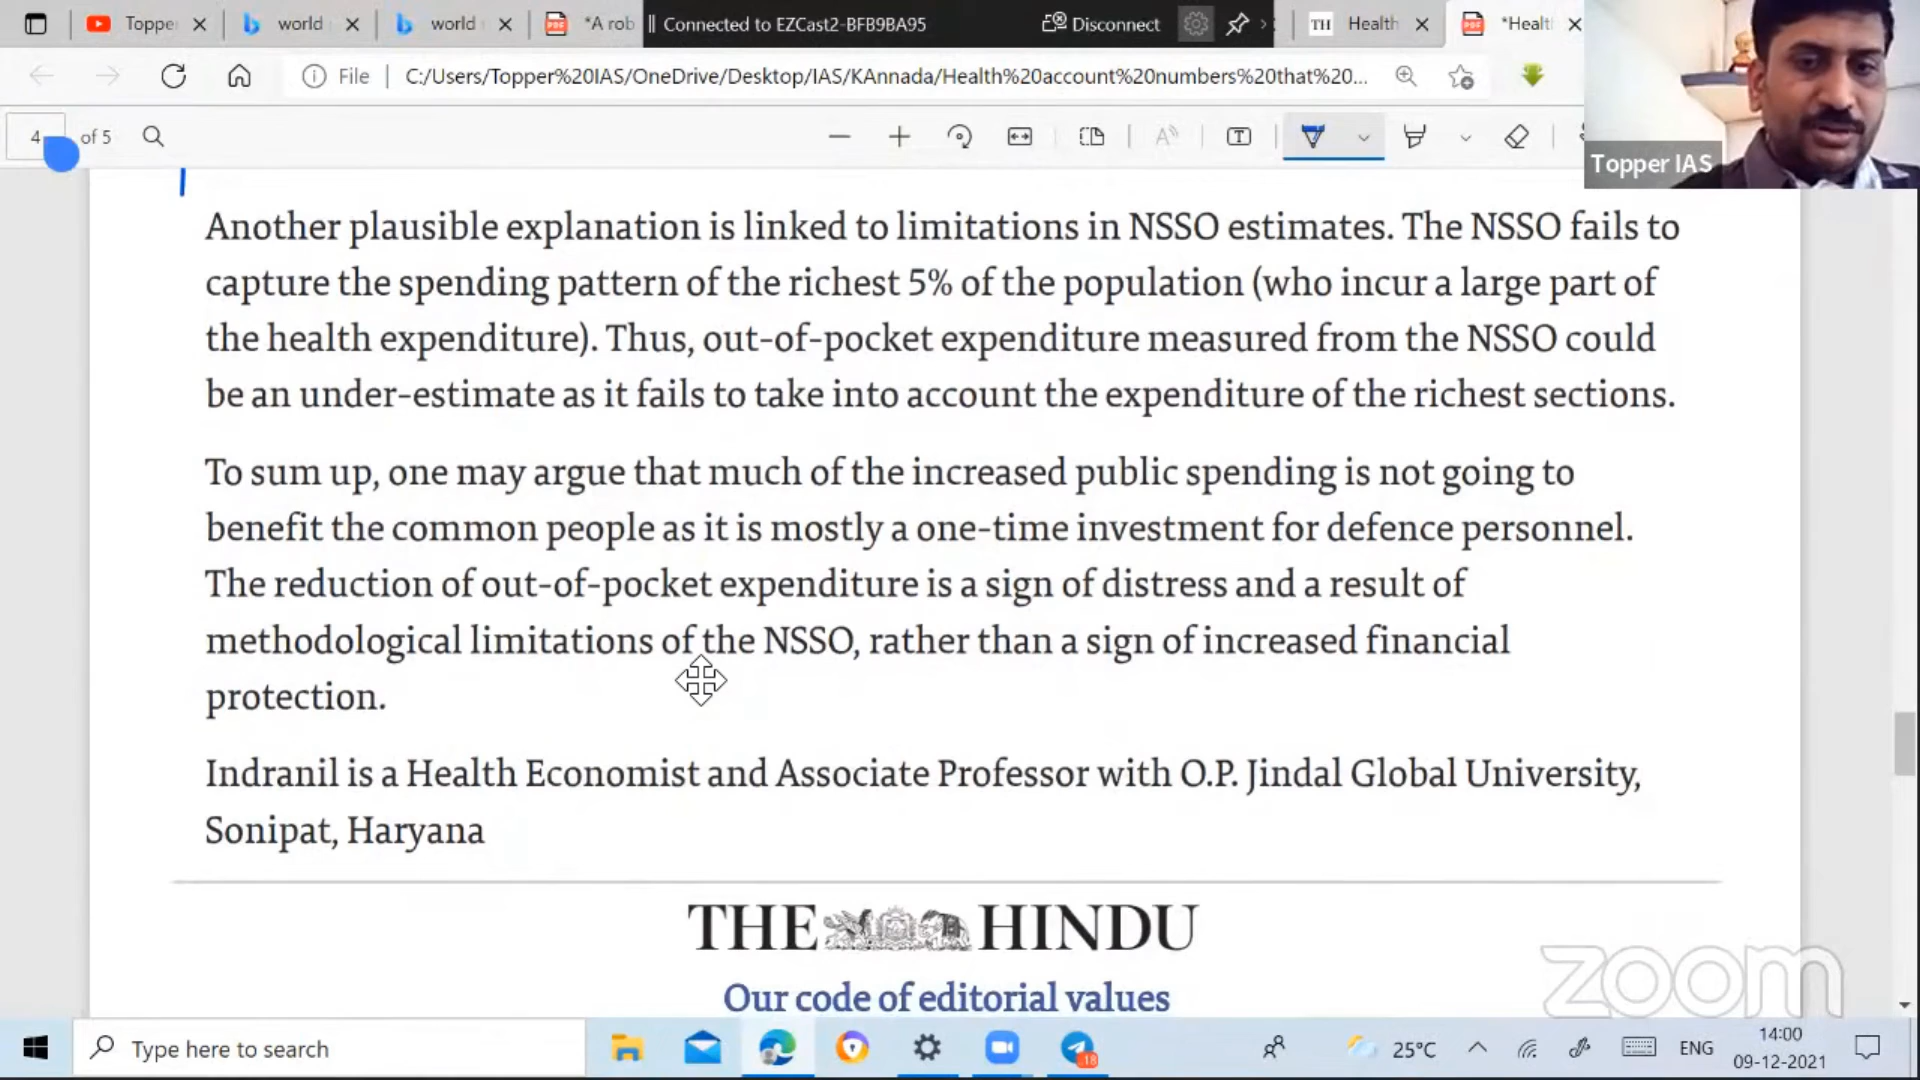 Topper
world
world
*A rob
Connected to EZCast2-BFB9BA95
Disconnect
TH
Health
*Healt
File
C:/Users/Topper%20IAS/OneDrive/Desktop/IAS/KAnnada/Health%20account%20numbers%20that%20...
4 of 5
Topper IAS
Another plausible explanation is linked to limitations in NSSO estimates. The NSSO fails to
capture the spending pattern of the richest 5% of the population (who incur a large part of
the health expenditure). Thus, out-of-pocket expenditure measured from the NSSO could
be an under-estimate as it fails to take into account the expenditure of the richest sections.
To sum up, one may argue that much of the increased public spending is not going to
benefit the common people as it is mostly a one-time investment for defence personnel.
The reduction of out-of-pocket expenditure is a sign of distress and a result of
methodological limitations of the NSSO, rather than a sign of increased financial
protection.
Indranil is a Health Economist and Associate Professor with O.P. Jindal Global University,
Sonipat, Haryana
THE HINDU
Our code of editorial values
zoom
Type here to search
18
25°C
ENG
14:00
09-12-2021